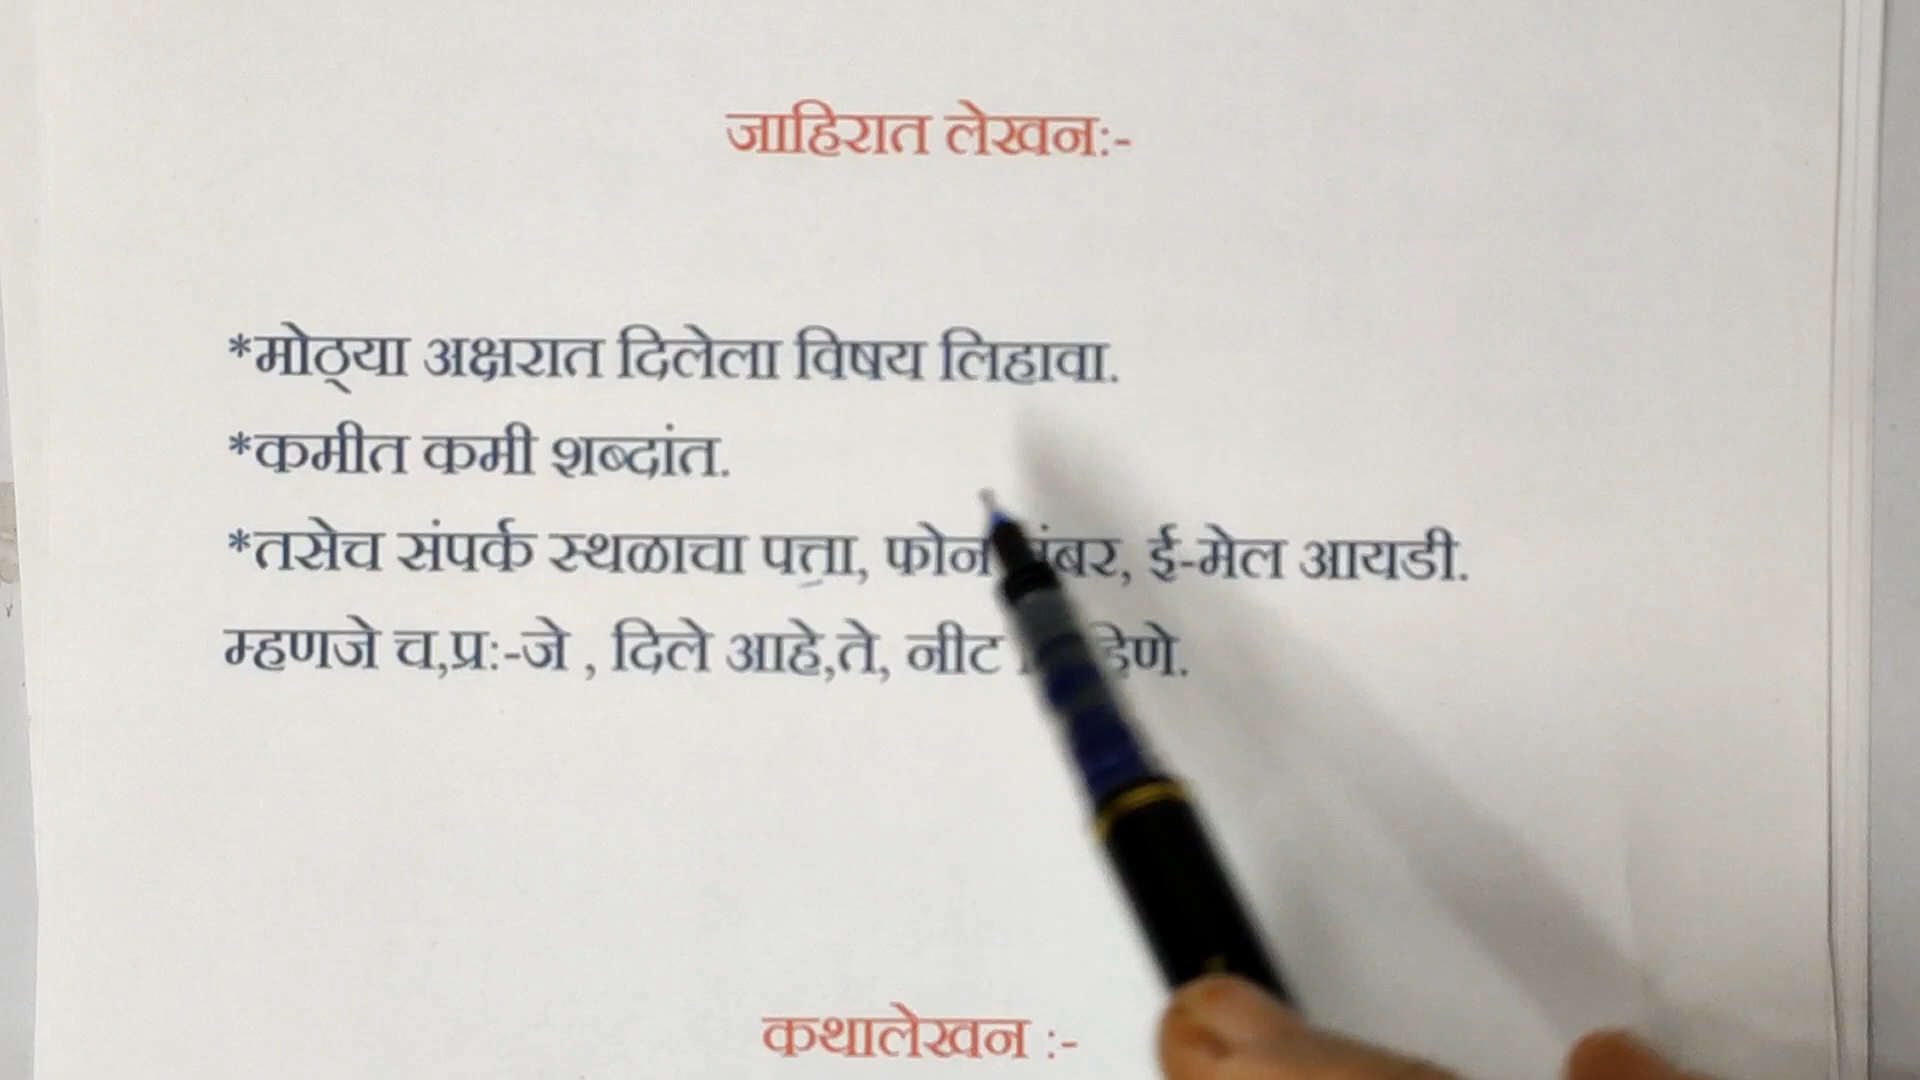 जाहिरात लेखन:-
*मोठ्या अक्षरात दिलेला विषय लिहावा.
*कमीत कमी शब्दांत.
*तसेच संपर्क स्थळाचा पत्ता, फोन नंबर, ई-मेल आयडी.
म्हणजे च,प्र:-जे , दिले आहे,ते, नीट
कथालेखन :-